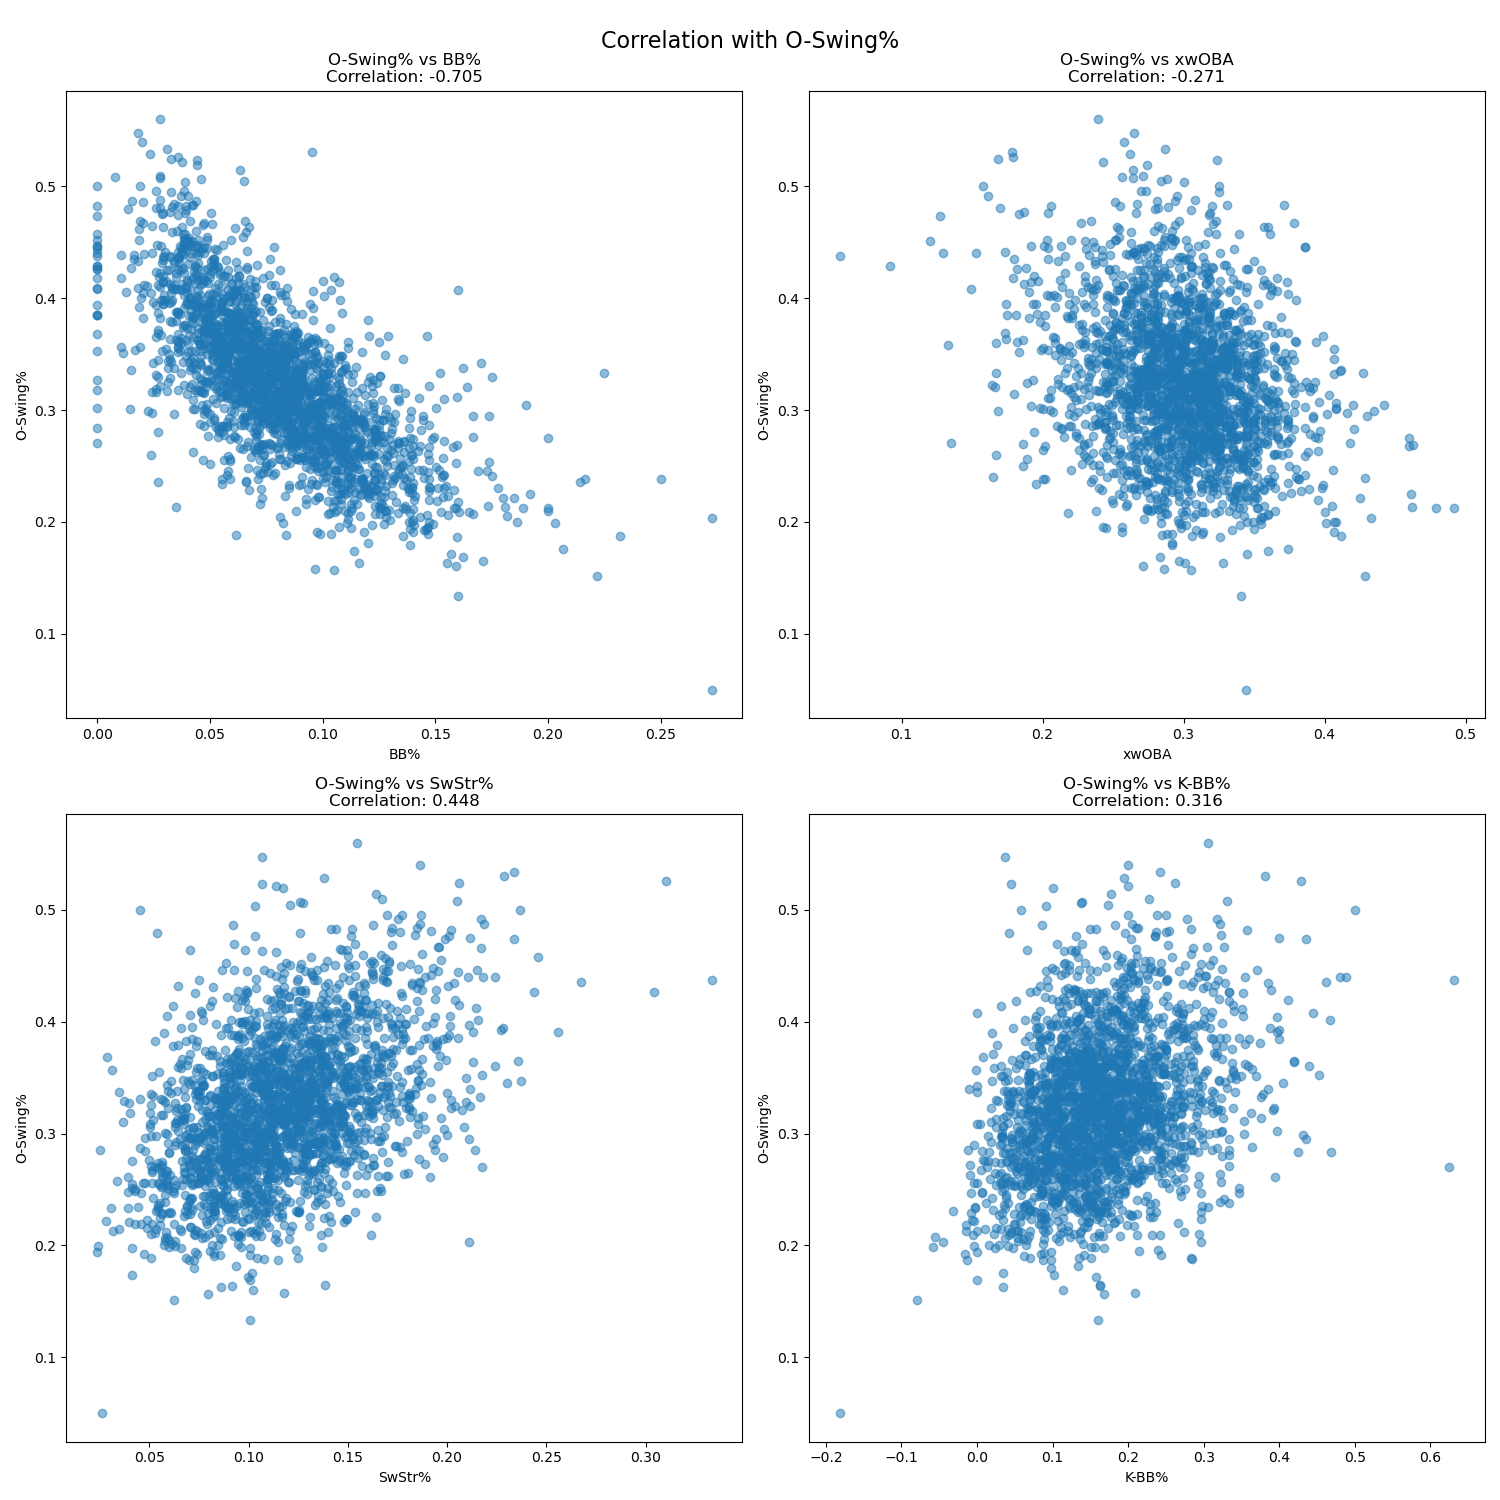 Correlation with O-Swing%
O-Swing% vs BB%
Correlation: -0.705
O-Swing%
0.5
0.4
0.3
0.2
0.1
0.00 0.05 0.10 0.15 0.20 0.25
BB%
O-Swing% vs xwOBA
Correlation: -0.271
O-Swing%
0.5
0.4
0.3
0.2
0.1
0.1 0.2 0.3 0.4 0.5
xwOBA
O-Swing% vs SwStr%
Correlation: 0.448
O-Swing%
0.5
0.4
0.3
0.2
0.1
0.05 0.10 0.15 0.20 0.25 0.30
SwStr%
O-Swing% vs K-BB%
Correlation: 0.316
O-Swing%
0.5
0.4
0.3
0.2
0.1
−0.2 −0.1 0.0 0.1 0.2 0.3 0.4 0.5 0.6
K-BB%